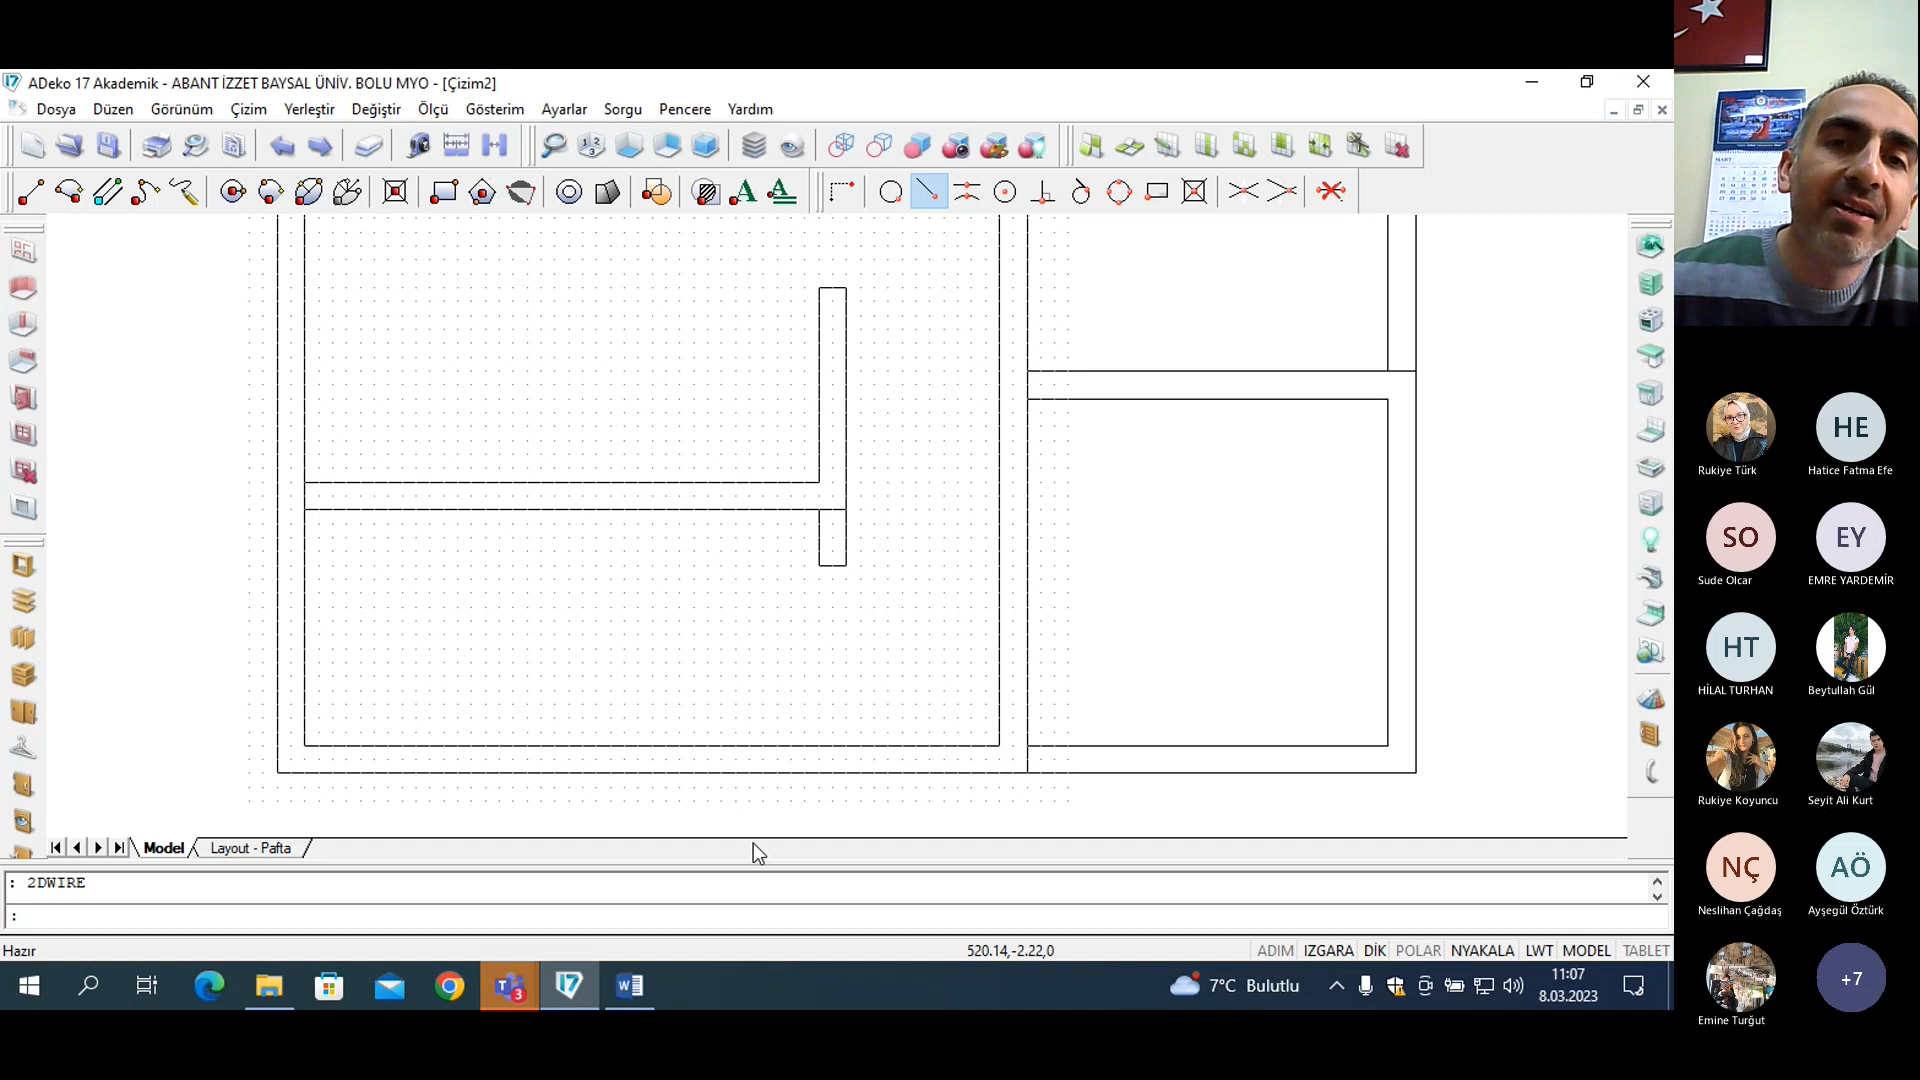 ADeko 17 Akademik - ABANT İZZET BAYSAL ÜNİV. BOLU MYO - [Çizim2]
Dosya Düzen Görünüm Çizim Yerleştir Değiştir Ölçü Gösterim Ayarlar Sorgu Pencere Yardım
Model Layout - Pafta
: 2DWIRE
:
Hazır 520.14,-2.22,0 ADIM IZGARA DİK POLAR NYAKALA LWT MODEL TABLET
7°C Bulutlu 11:07
8.03.2023
MART
Rukiye Türk
HE
Hatice Fatma Efe
SO
Sude Olcar
EY
EMRE YARDEMİR
HT
HİLAL TURHAN
Beytullah Gül
Rukiye Koyuncu
Seyit Ali Kurt
NÇ
Neslihan Çağdaş
AÖ
Ayşegül Öztürk
Emine Turğut
+7